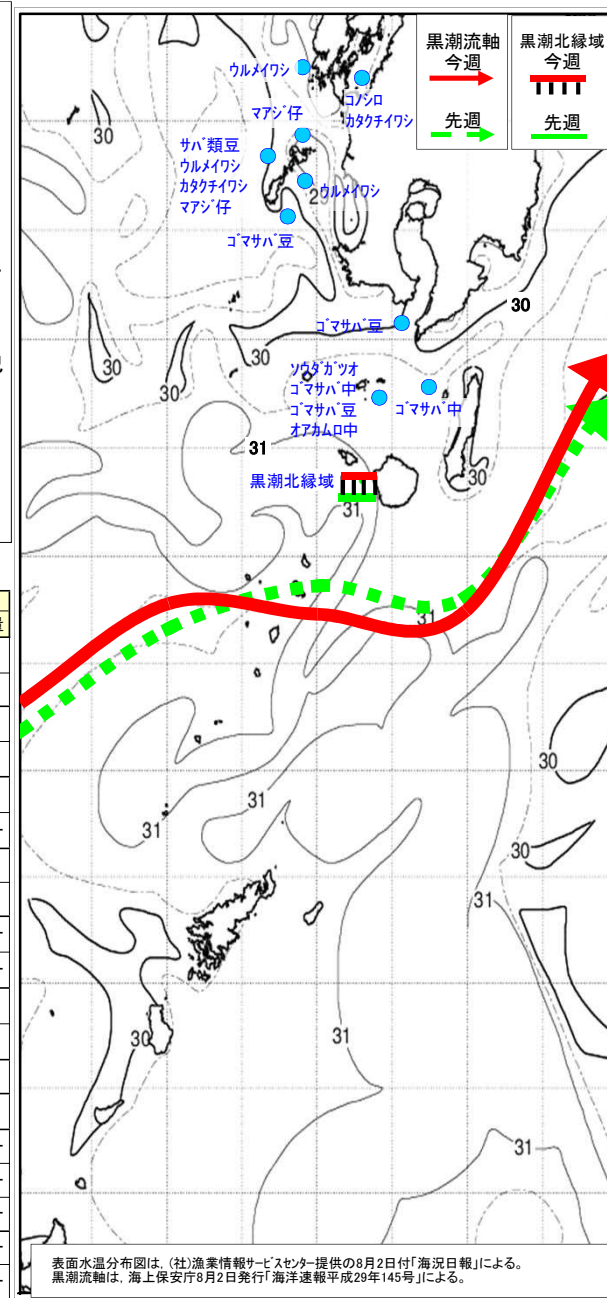 黒潮流軸
今週
先週
黒潮北縁域
今週
先週
ウルメイワシ
コノシロ
カタクチイワシ
マアジ仔
サバ類豆
ウルメイワシ
カタクチイワシ
マアジ仔
ウルメイワシ
29
ゴマサバ豆
30
30
ゴマサバ豆
30
30
30
ソウダガツオ
ゴマサバ中
ゴマサバ豆
オアカムロ中
ゴマサバ中
31
30
黒潮北縁域
31
31
30
31
31
30
31
30
31
31
表面水温分布図は,(社)漁業情報サービスセンター提供の8月2日付「海況日報」による。
黒潮流軸は,海上保安庁8月2日発行「海洋速報平成29年145号」による。